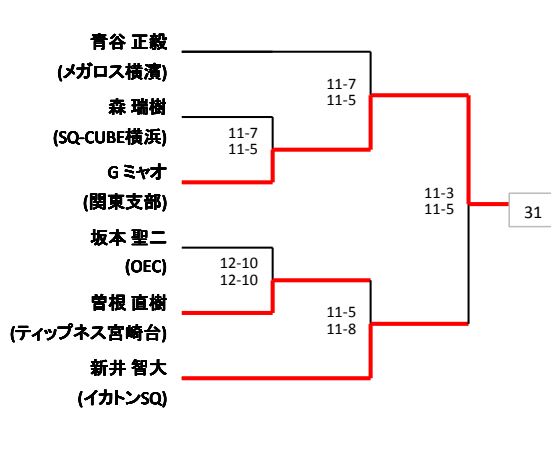 青谷 正毅
(メガロス横濱)
森 瑞樹
(SQ-CUBE横浜)
G ミャオ
(関東支部)
坂本 聖二
(OEC)
曽根 直樹
(ティップネス宮崎台)
新井 智大
(イカトンSQ)
11-7
11-5
12-10
12-10
11-7
11-5
11-5
11-8
11-3
11-5
31